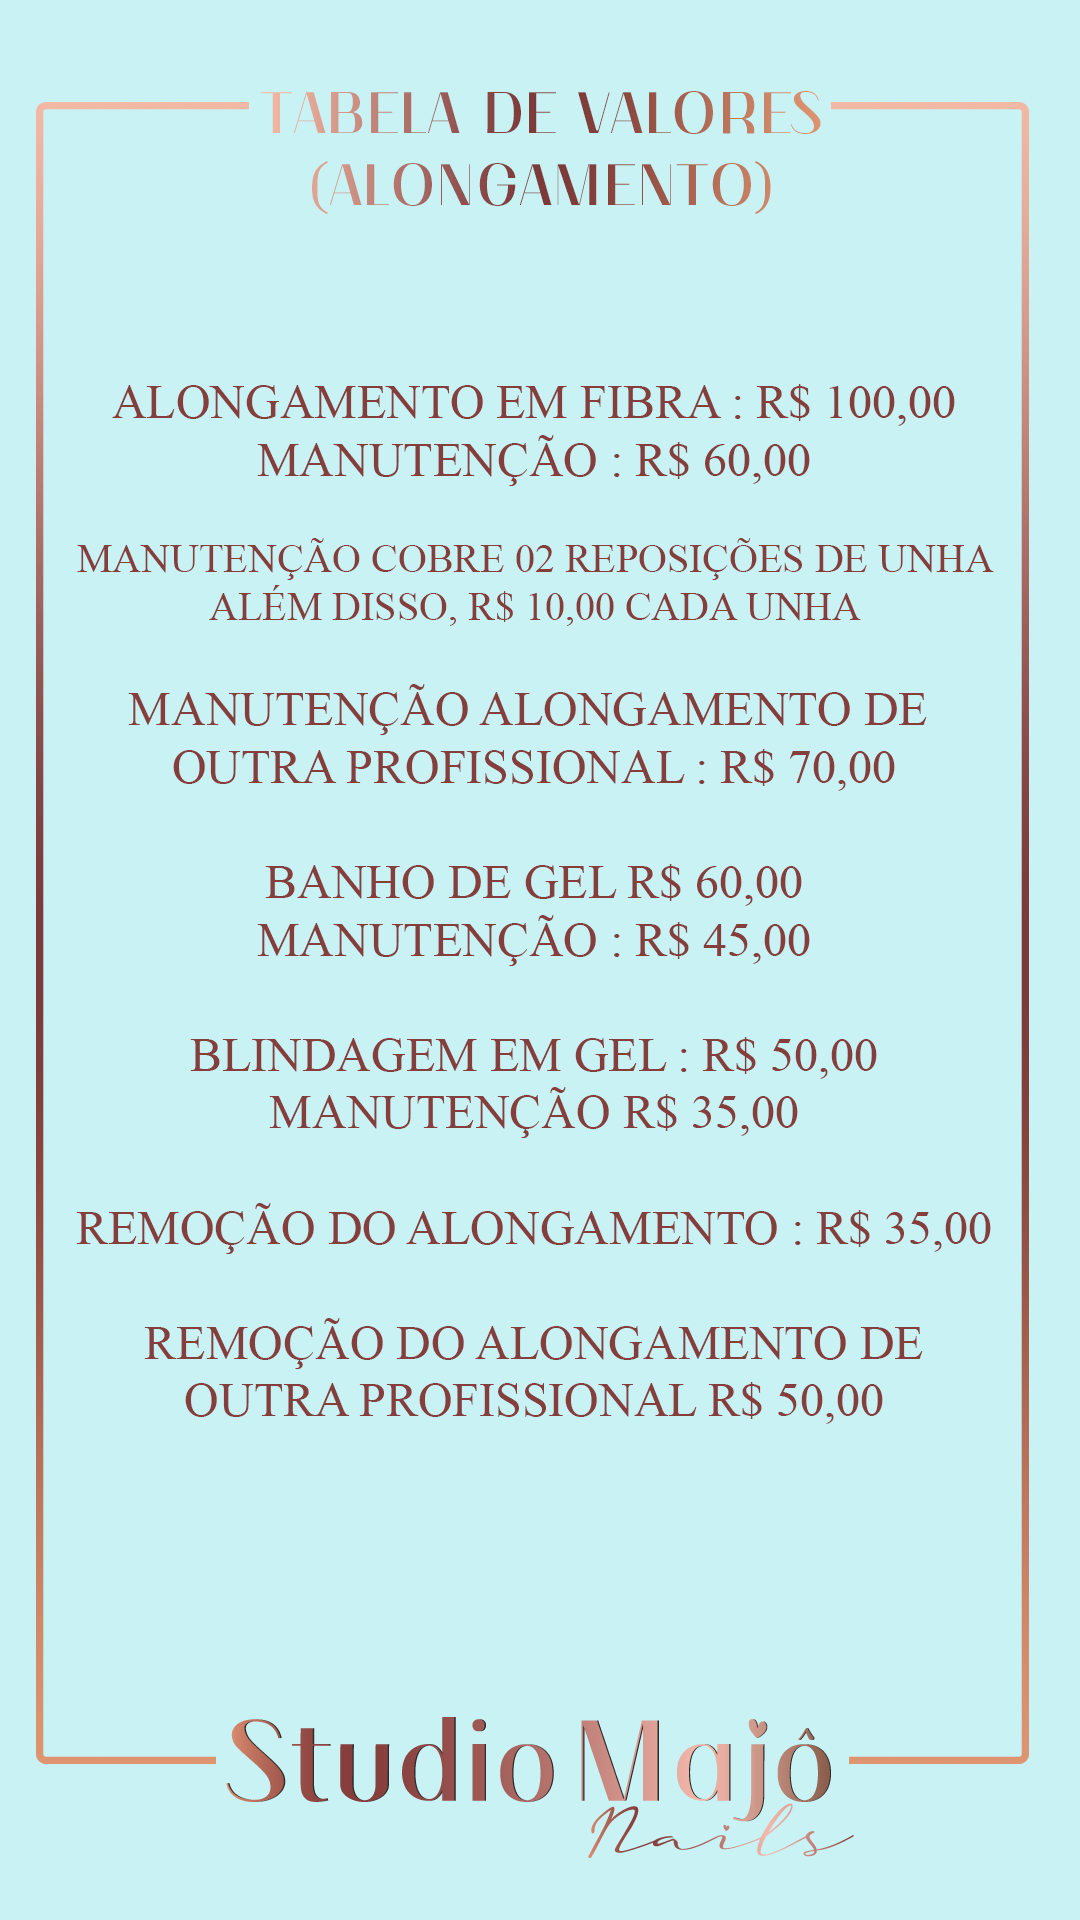 TABELA DE VALORES
(ALONGAMENTO)
ALONGAMENTO EM FIBRA : R$ 100,00
MANUTENÇÃO : R$ 60,00
MANUTENÇÃO COBRE 02 REPOSIÇÕES DE UNHA
ALÉM DISSO, R$ 10,00 CADA UNHA
MANUTENÇÃO ALONGAMENTO DE
OUTRA PROFISSIONAL : R$ 70,00
BANHO DE GEL R$ 60,00
MANUTENÇÃO : R$ 45,00
BLINDAGEM EM GEL : R$ 50,00
MANUTENÇÃO R$ 35,00
REMOÇÃO DO ALONGAMENTO : R$ 35,00
REMOÇÃO DO ALONGAMENTO DE
OUTRA PROFISSIONAL R$ 50,00
Studio Majô
Nails